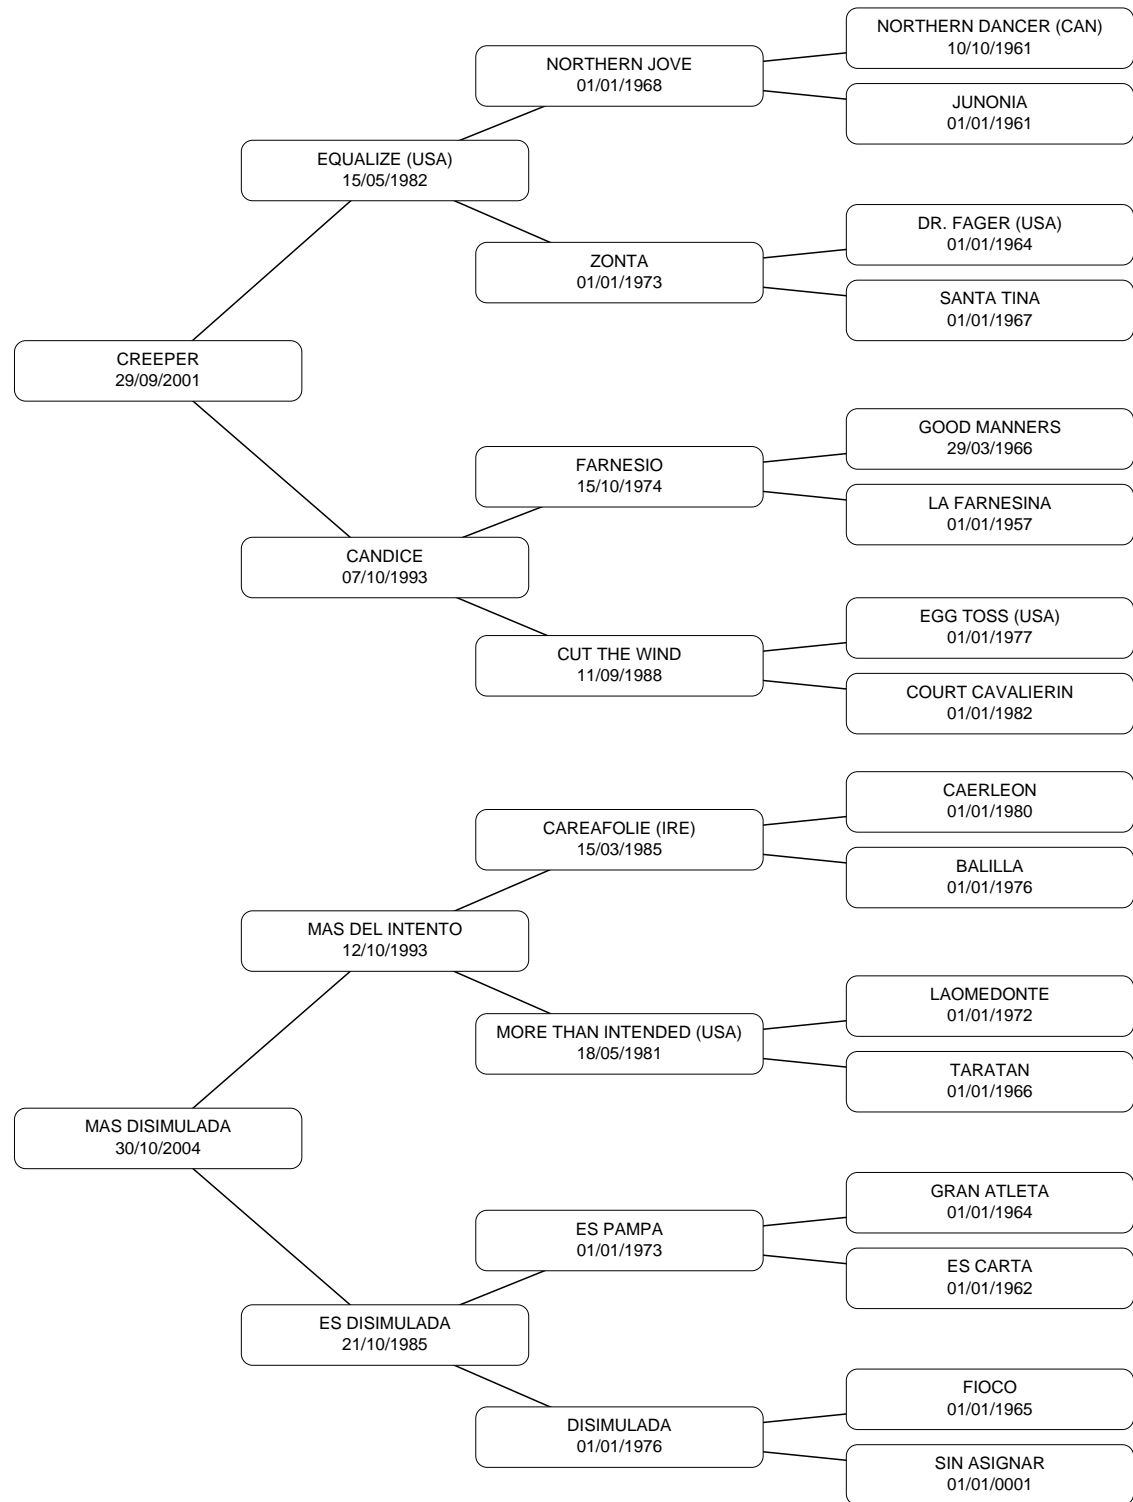 NORTHERN DANCER (CAN)
10/10/1961
NORTHERN JOVE
01/01/1968
JUNONIA
01/01/1961
EQUALIZE (USA)
15/05/1982
DR. FAGER (USA)
01/01/1964
ZONTA
01/01/1973
SANTA TINA
01/01/1967
CREEPER
29/09/2001
GOOD MANNERS
29/03/1966
FARNESIO
15/10/1974
LA FARNESINA
01/01/1957
CANDICE
07/10/1993
EGG TOSS (USA)
01/01/1977
CUT THE WIND
11/09/1988
COURT CAVALIERIN
01/01/1982
CAERLEON
01/01/1980
CAREAFOLIE (IRE)
15/03/1985
BALILLA
01/01/1976
MAS DEL INTENTO
12/10/1993
LAOMEDONTE
01/01/1972
MORE THAN INTENDED (USA)
18/05/1981
TARATAN
01/01/1966
MAS DISIMULADA
30/10/2004
GRAN ATLETA
01/01/1964
ES PAMPA
01/01/1973
ES CARTA
01/01/1962
ES DISIMULADA
21/10/1985
FIOCO
01/01/1965
DISIMULADA
01/01/1976
SIN ASIGNAR
01/01/0001